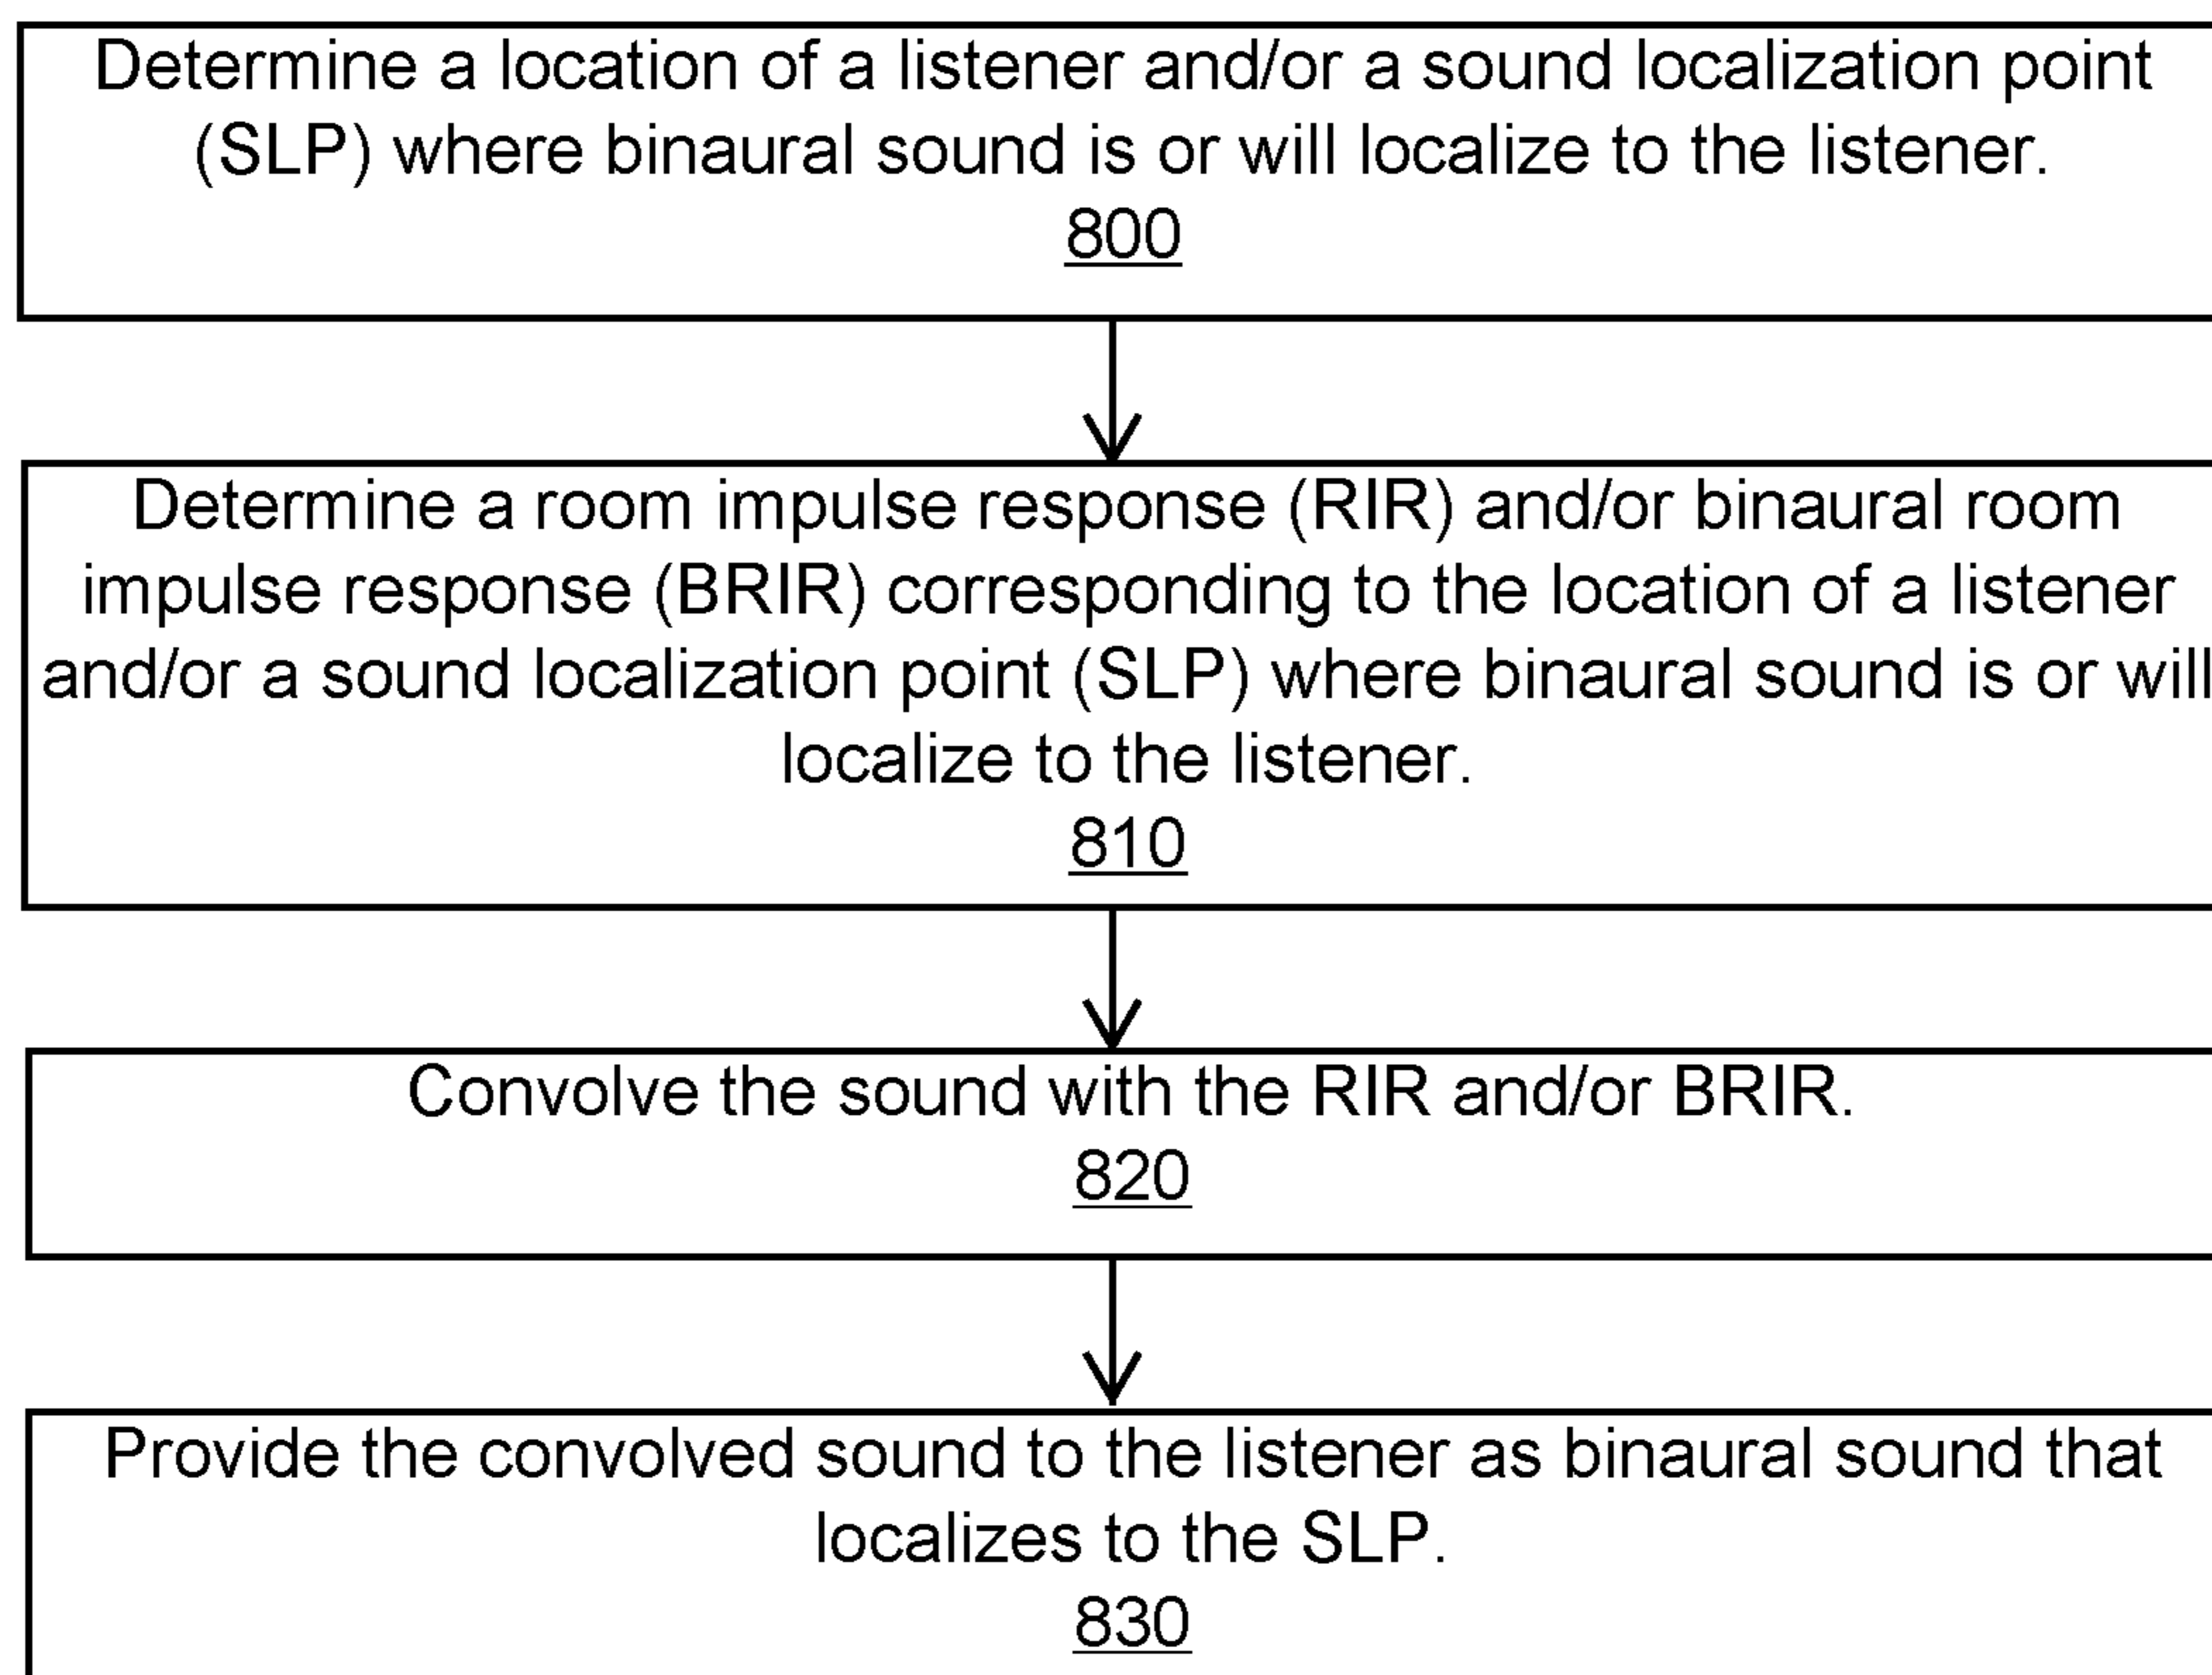 Determine a location of a listener and/or a sound localization point
(SLP) where binaural sound is or will localize to the listener.
800
Determine a room impulse response (RIR) and/or binaural room
impulse response (BRIR) corresponding to the location of a listener
and/or a sound localization point (SLP) where binaural sound is or will
localize to the listener.
810
Convolve the sound with the RIR and/or BRIR.
820
Provide the convolved sound to the listener as binaural sound that
localizes to the SLP.
830